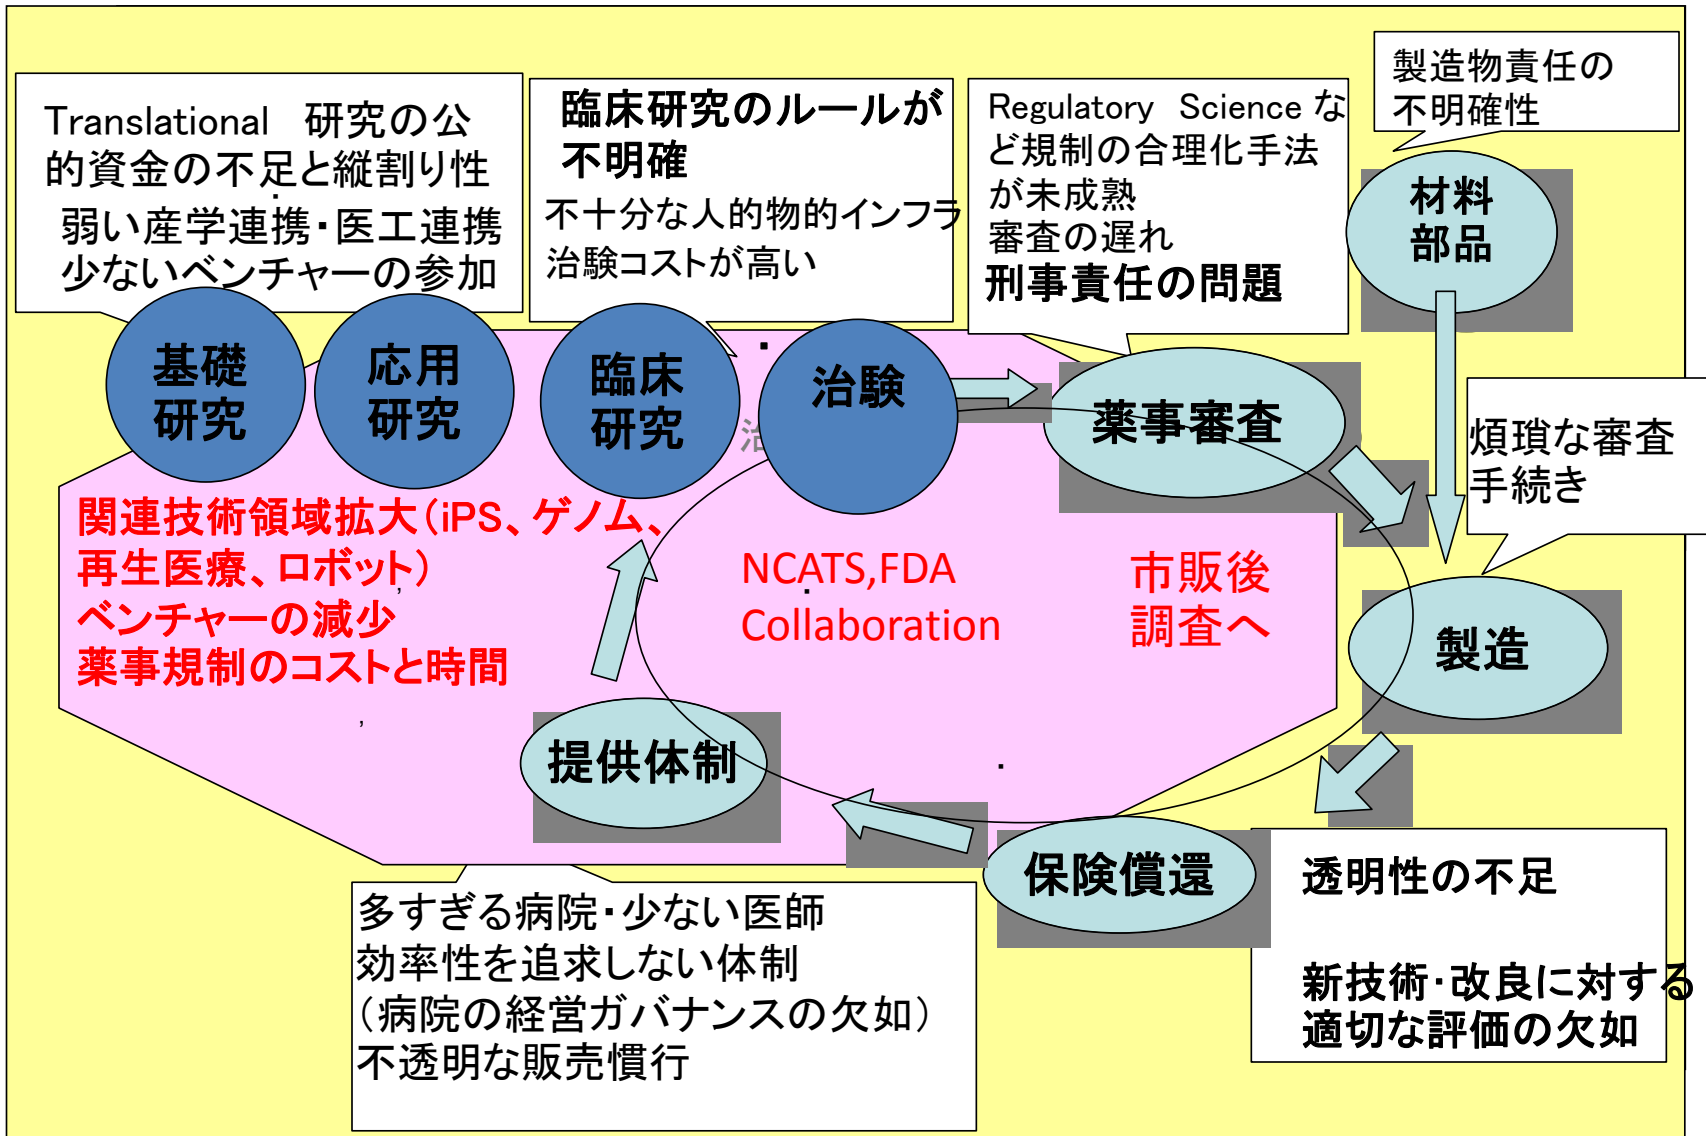 Translational 研究の公
的資金の不足と縦割り性
弱い産学連携・医工連携
少ないベンチャーの参加
臨床研究のルールが
不明確
不十分な人的物的インフラ
治験コストが高い
Regulatory Science な
ど規制の合理化手法
が未成熟
審査の遅れ
刑事責任の問題
製造物責任の
不明確性
材料
部品
基礎
研究
応用
研究
臨床
研究
治験
治
薬事審査
煩瑣な審査
手続き
関連技術領域拡大（iPS、ゲノム、
再生医療、ロボット）
ベンチャーの減少
薬事規制のコストと時間
NCATS,FDA
Collaboration
市販後
調査へ
製造
提供体制
保険償還
透明性の不足
新技術・改良に対する
適切な評価の欠如
多すぎる病院・少ない医師
効率性を追求しない体制
（病院の経営ガバナンスの欠如）
不透明な販売慣行